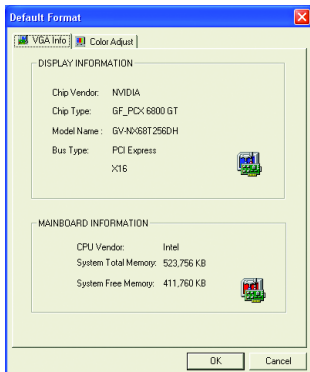 Default Format
VGA Info
Color Adjust
DISPLAY INFORMATION
Chip Vendor: NVIDIA
Chip Type: GF_PCX 6800 GT
Model Name : GV-NX68T256DH
Bus Type: PCI Express
X16
MAINBOARD INFORMATION
CPU Vendor: Intel
System Total Memory: 523,756 KB
System Free Memory: 411,760 KB
OK
Cancel